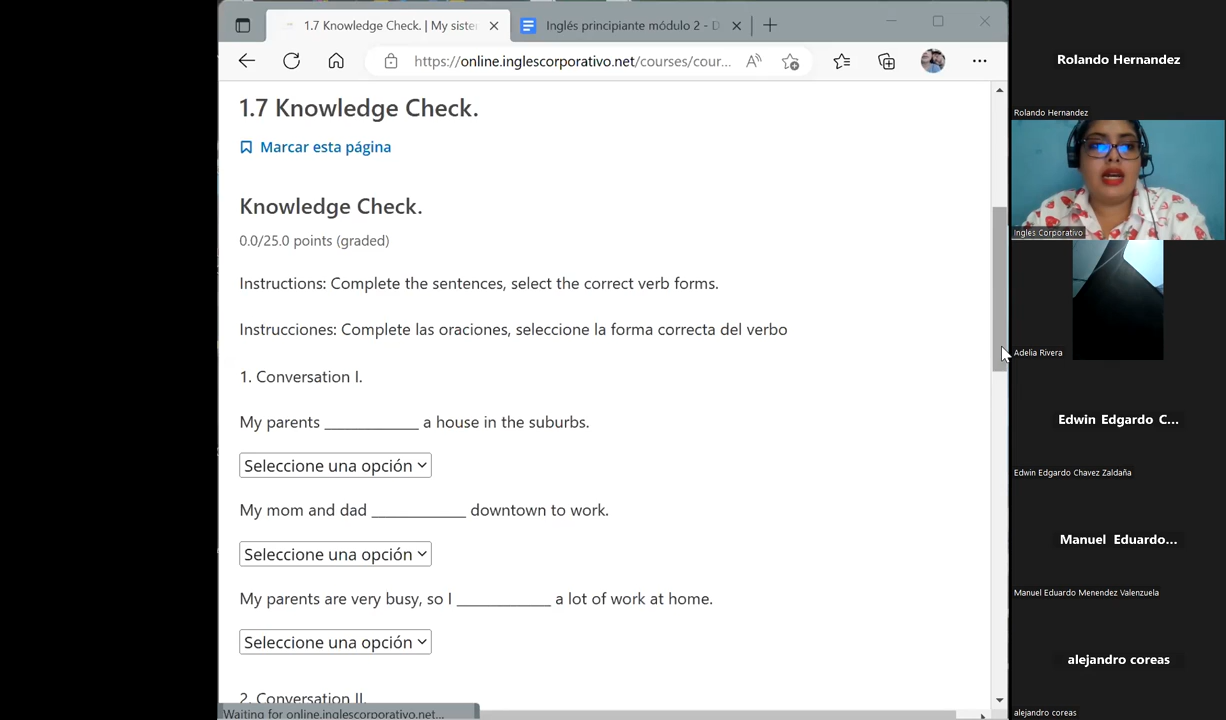 1.7 Knowledge Check. | My siste
Inglés principiante módulo 2 - D
https://online.inglescorporativo.net/courses/cour...
1.7 Knowledge Check.
Marcar esta página
Knowledge Check.
0.0/25.0 points (graded)
Instructions: Complete the sentences, select the correct verb forms.
Instrucciones: Complete las oraciones, seleccione la forma correcta del verbo
1. Conversation I.
My parents ____________ a house in the suburbs.
Seleccione una opción
My mom and dad ____________ downtown to work.
Seleccione una opción
My parents are very busy, so I ____________ a lot of work at home.
Seleccione una opción
2. Conversation II.
Waiting for online.inglescorporativo.net...
Rolando Hernandez
Rolando Hernandez
Ingles Corporativo
Adelia Rivera
Edwin Edgardo C...
Edwin Edgardo Chavez Zaldaña
Manuel Eduardo...
Manuel Eduardo Menendez Valenzuela
alejandro coreas
alejandro coreas